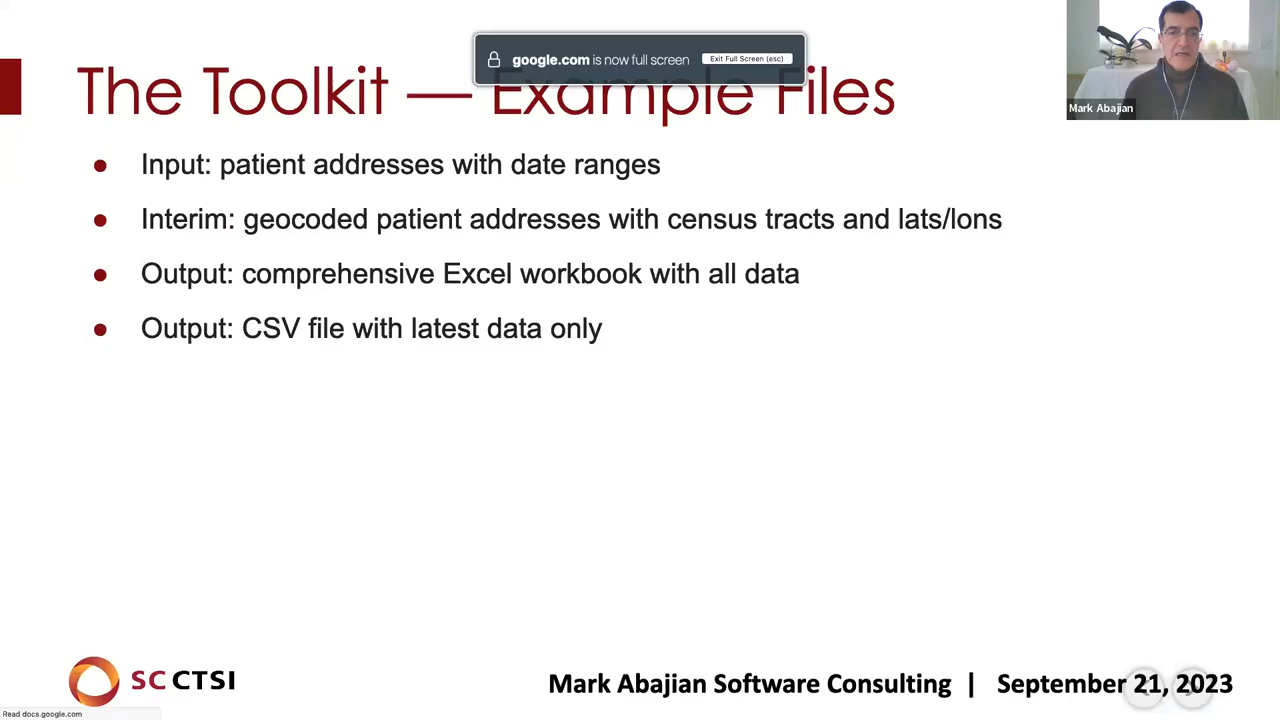 google.com is now full screen
Exit Full Screen (esc)
The Toolkit — Example Files
Mark Abajian
● Input: patient addresses with date ranges
● Interim: geocoded patient addresses with census tracts and lats/lons
● Output: comprehensive Excel workbook with all data
● Output: CSV file with latest data only
SC CTSI
Mark Abajian Software Consulting | September 21, 2023
Read docs.google.com